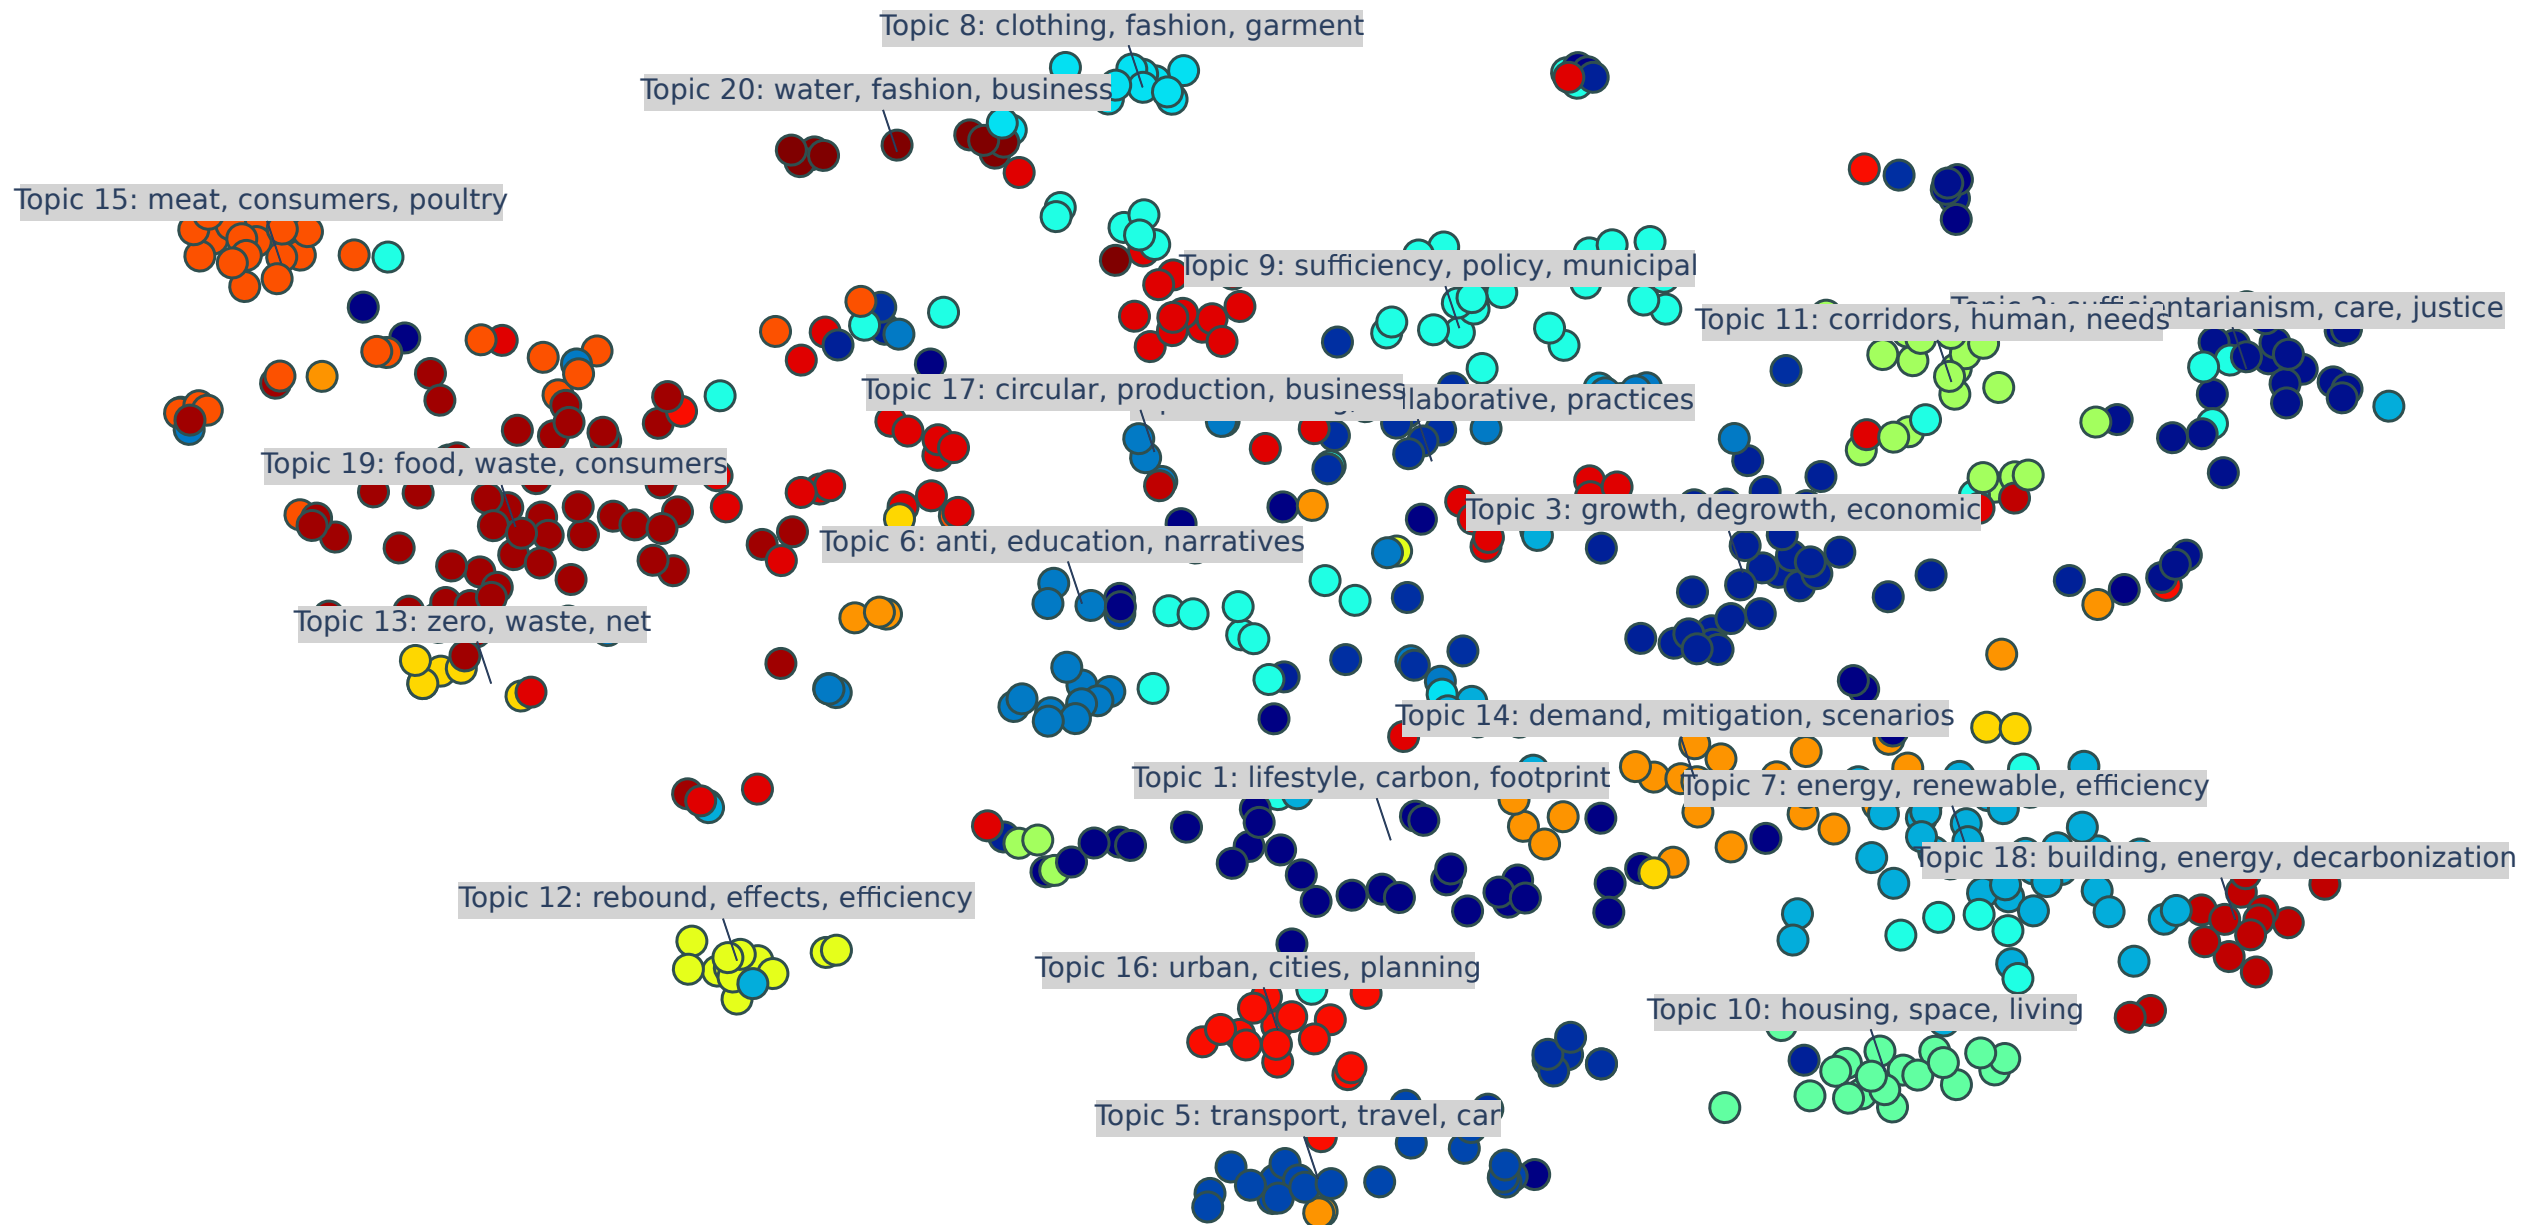 Topic 8: clothing, fashion, garment
Topic 20: water, fashion, business
Topic 15: meat, consumers, poultry
Topic 9: sufficiency, policy, municipal
sufficientarianism, care, justice
Topic 11: corridors, human, needs
Topic 17: circular, production, business
practices
Topic 19: food, waste, consumers
Topic 3: growth, degrowth, economic
Topic 6: anti, education, narratives
Topic 13: zero, waste, net
Topic 14: demand, mitigation, scenarios
Topic 1: lifestyle, carbon, footprint
Topic 7: energy, renewable, efficiency
Topic 18: building, energy, decarbonization
Topic 12: rebound, effects, efficiency
Topic 16: urban, cities, planning
Topic 10: housing, space, living
Topic 5: transport, travel, car